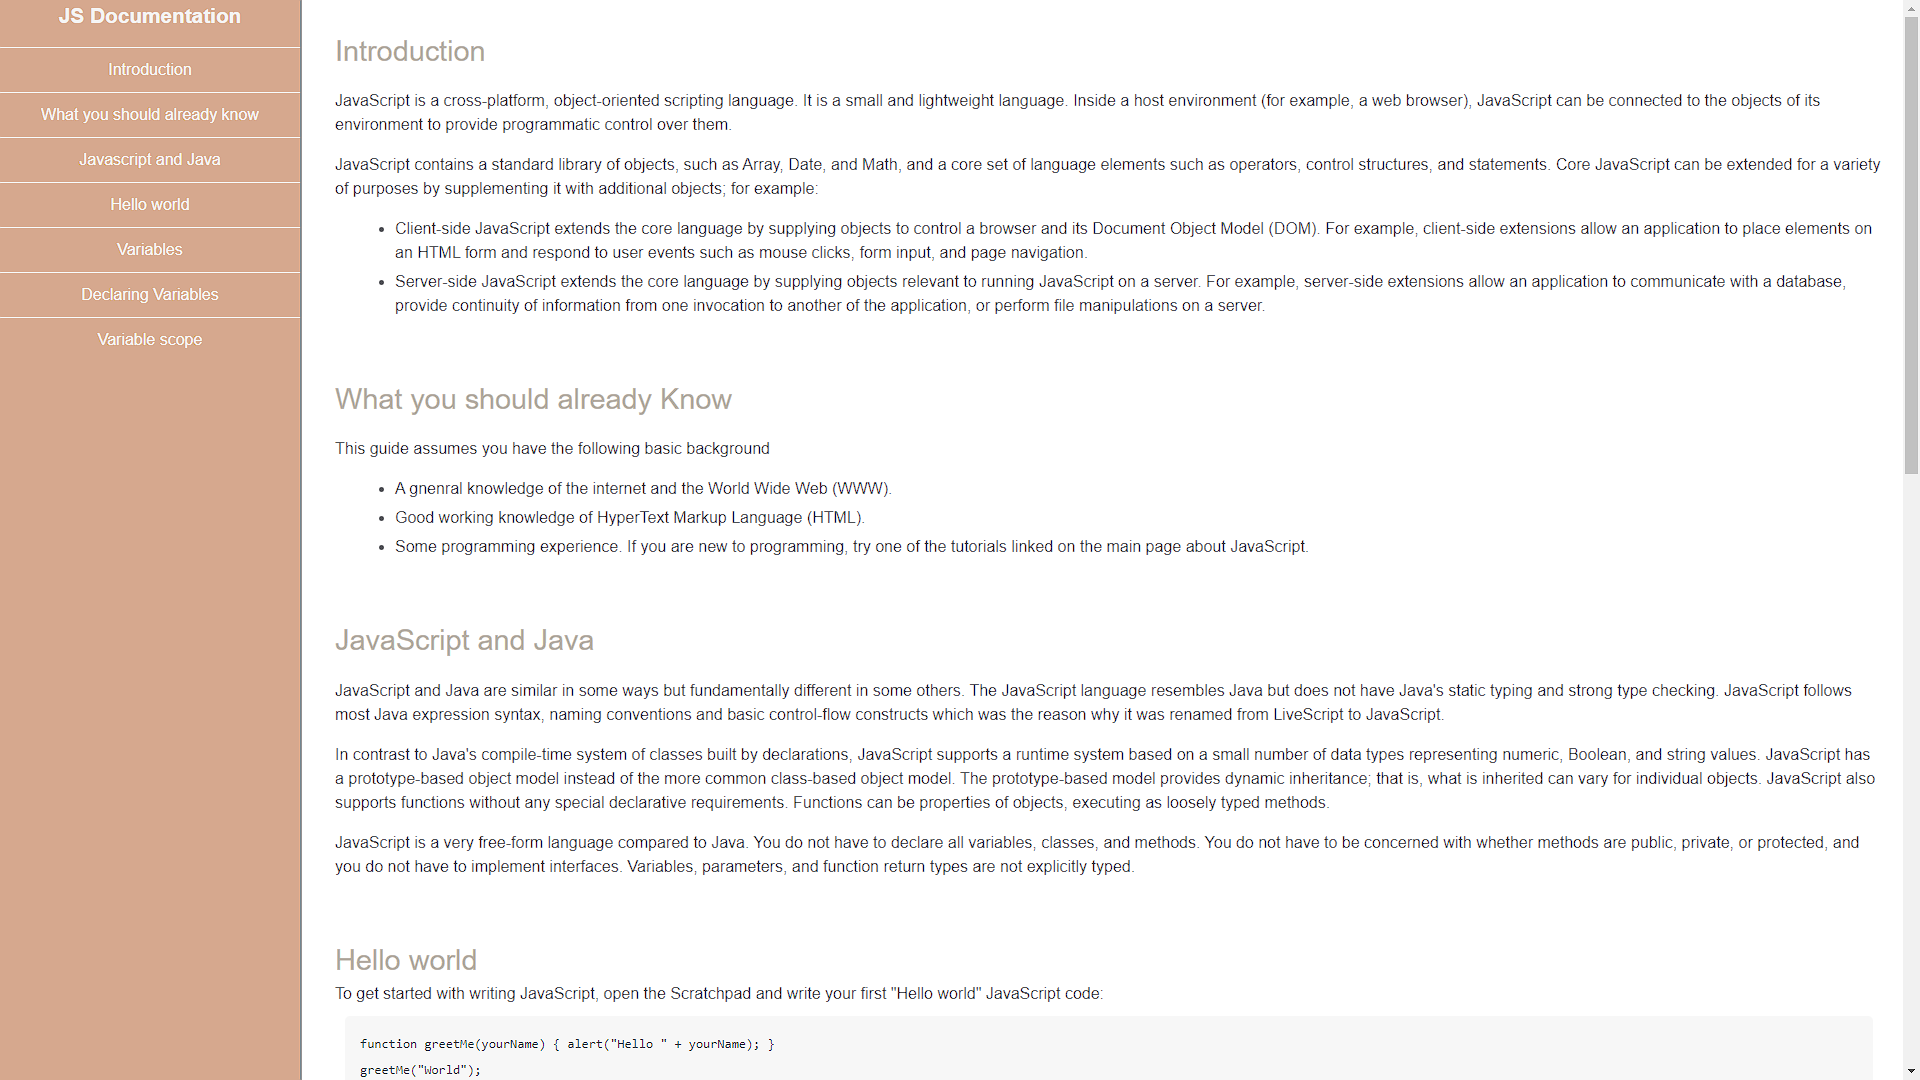 JS Documentation
Introduction
What you should already know
Javascript and Java
Hello world
Variables
Declaring Variables
Variable scope
Introduction
JavaScript is a cross-platform, object-oriented scripting language. It is a small and lightweight language. Inside a host environment (for example, a web browser), JavaScript can be connected to the objects of its
environment to provide programmatic control over them.
JavaScript contains a standard library of objects, such as Array, Date, and Math, and a core set of language elements such as operators, control structures, and statements. Core JavaScript can be extended for a variety
of purposes by supplementing it with additional objects; for example:
• Client-side JavaScript extends the core language by supplying objects to control a browser and its Document Object Model (DOM). For example, client-side extensions allow an application to place elements on
an HTML form and respond to user events such as mouse clicks, form input, and page navigation.
• Server-side JavaScript extends the core language by supplying objects relevant to running JavaScript on a server. For example, server-side extensions allow an application to communicate with a database,
provide continuity of information from one invocation to another of the application, or perform file manipulations on a server.
What you should already Know
This guide assumes you have the following basic background
• A gnenral knowledge of the internet and the World Wide Web (WWW).
• Good working knowledge of HyperText Markup Language (HTML).
• Some programming experience. If you are new to programming, try one of the tutorials linked on the main page about JavaScript.
JavaScript and Java
JavaScript and Java are similar in some ways but fundamentally different in some others. The JavaScript language resembles Java but does not have Java's static typing and strong type checking. JavaScript follows
most Java expression syntax, naming conventions and basic control-flow constructs which was the reason why it was renamed from LiveScript to JavaScript.
In contrast to Java's compile-time system of classes built by declarations, JavaScript supports a runtime system based on a small number of data types representing numeric, Boolean, and string values. JavaScript has
a prototype-based object model instead of the more common class-based object model. The prototype-based model provides dynamic inheritance; that is, what is inherited can vary for individual objects. JavaScript also
supports functions without any special declarative requirements. Functions can be properties of objects, executing as loosely typed methods.
JavaScript is a very free-form language compared to Java. You do not have to declare all variables, classes, and methods. You do not have to be concerned with whether methods are public, private, or protected, and
you do not have to implement interfaces. Variables, parameters, and function return types are not explicitly typed.
Hello world
To get started with writing JavaScript, open the Scratchpad and write your first "Hello world" JavaScript code:
function greetMe(yourName) { alert("Hello " + yourName); }
greetMe("World");